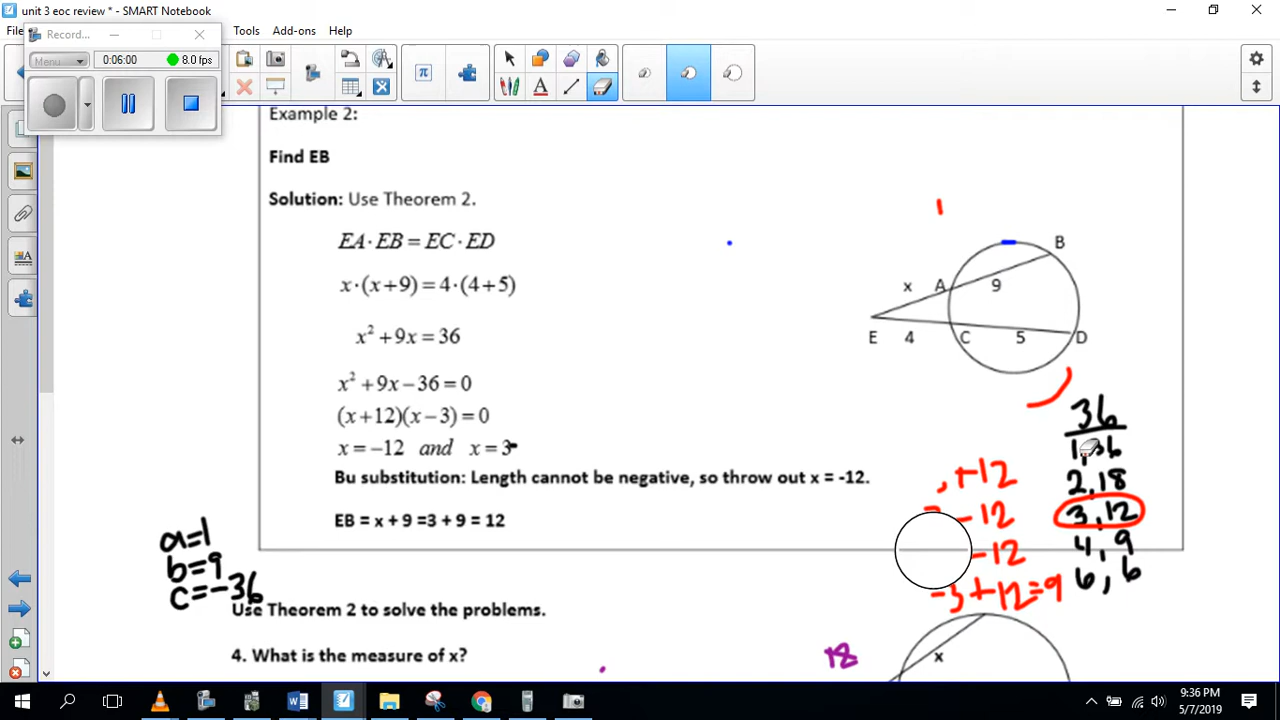 unit 3 eoc review * - SMART Notebook
Record...
Tools Add-ons Help
Menu
0:06:00
8.0 fps
π
A
Example 2:
Find EB
Solution: Use Theorem 2.
EA · EB = EC · ED
x·(x+9) = 4·(4+5)
x² + 9x = 36
x² + 9x − 36 = 0
(x+12)(x−3) = 0
x = −12 and x = 3
Bu substitution: Length cannot be negative, so throw out x = -12.
EB = x + 9 =3 + 9 = 12
B
x A 9
E 4 C 5 D
36
2,18
3,12
4,9
6,6
+12
-12
-12
-3+12=9
a=1
b=9
c=-36
Use Theorem 2 to solve the problems.
4. What is the measure of x?
18
x
9:36 PM
5/7/2019